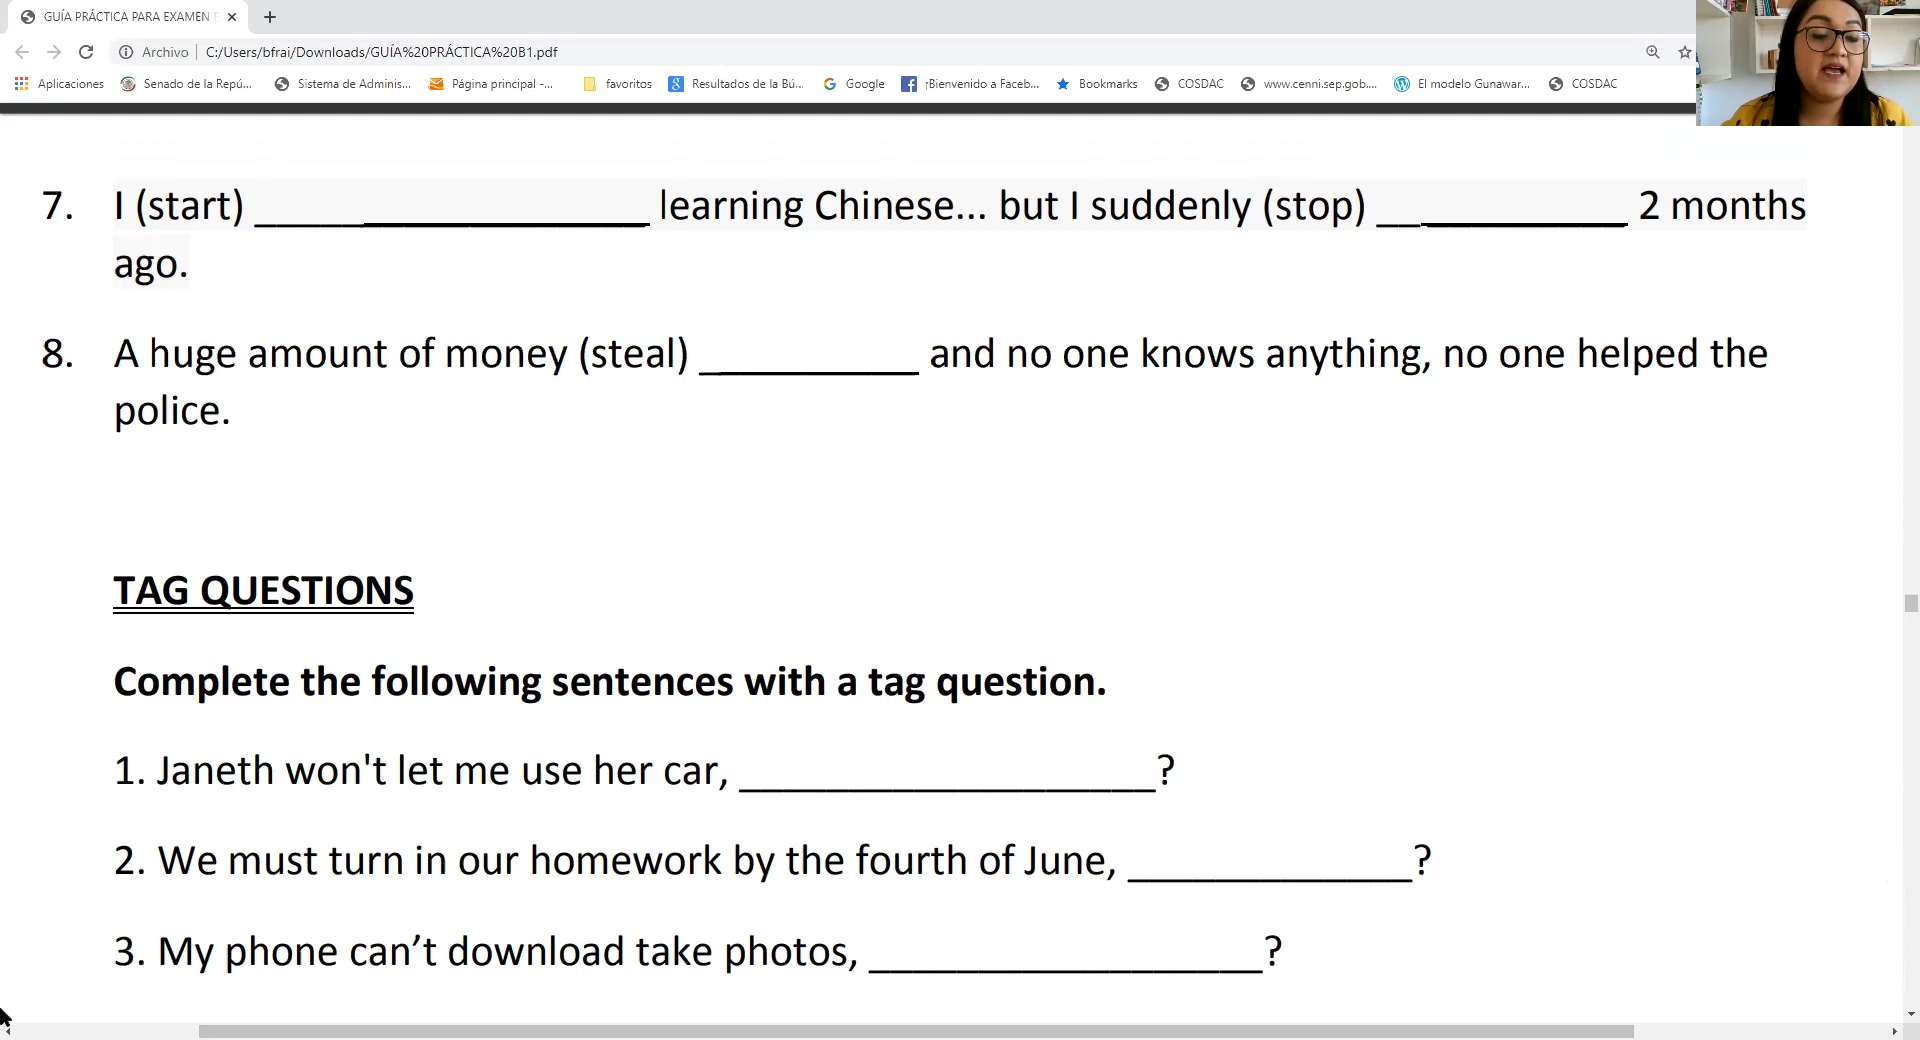 GUÍA PRÁCTICA PARA EXAMEN
Archivo C:/Users/bfrai/Downloads/GUÍA%20PRÁCTICA%20B1.pdf
Aplicaciones Senado de la Repú... Sistema de Adminis... Página principal -... favoritos Resultados de la Bú... Google ¡Bienvenido a Faceb... Bookmarks COSDAC www.cenni.sep.gob.... El modelo Gunawar... COSDAC
7. I (start) __________________ learning Chinese... but I suddenly (stop) ____________ 2 months
ago.
8. A huge amount of money (steal) __________ and no one knows anything, no one helped the
police.
TAG QUESTIONS
Complete the following sentences with a tag question.
1. Janeth won't let me use her car, ___________________?
2. We must turn in our homework by the fourth of June, _____________?
3. My phone can’t download take photos, __________________?